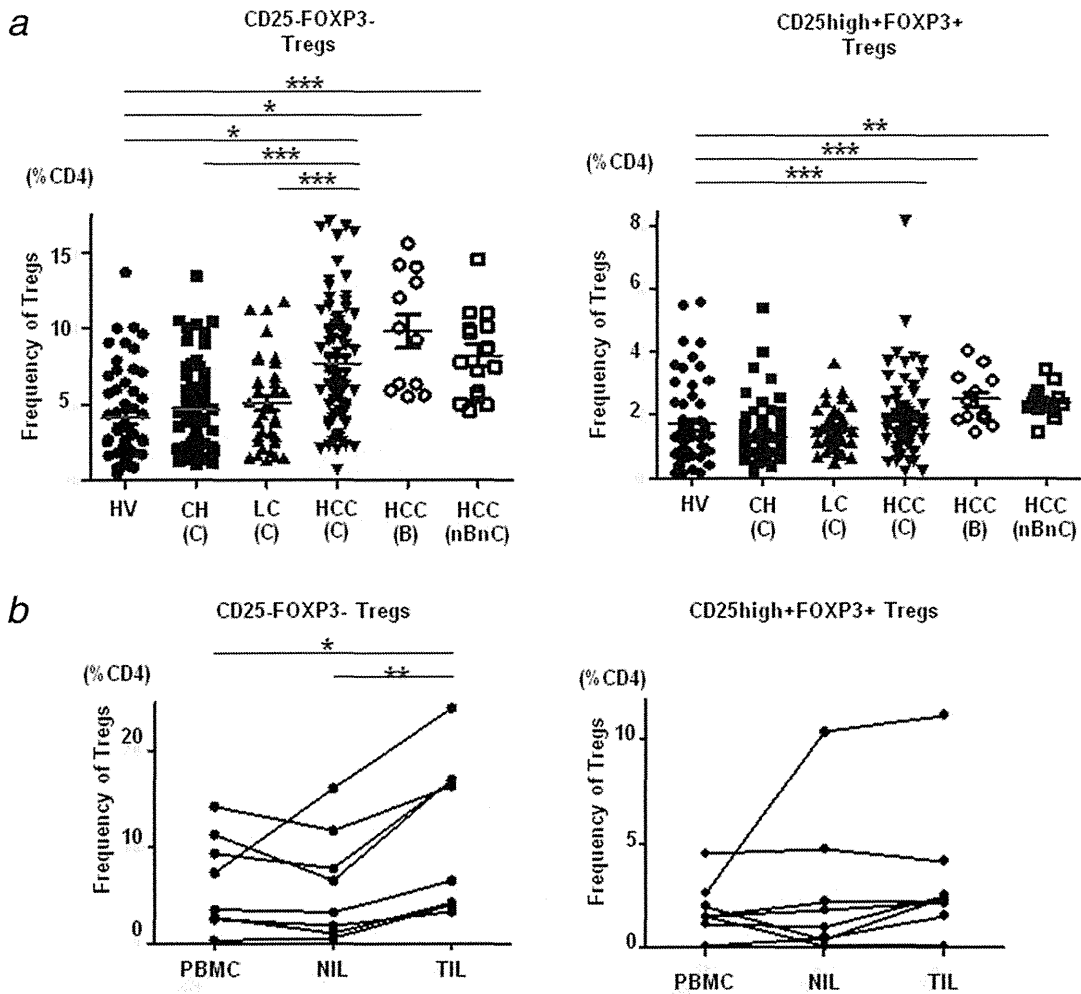 a
CD25-FOXP3-
Tregs
***
*
*
***
***
(%CD4)
Frequency of Tregs
15
10
5
HV
CH
(C)
LC
(C)
HCC
(C)
HCC
(B)
HCC
(nBnC)
CD25high+FOXP3+
Tregs
**
***
***
(%CD4)
Frequency of Tregs
8
6
4
2
HV
CH
(C)
LC
(C)
HCC
(C)
HCC
(B)
HCC
(nBnC)
b
CD25-FOXP3- Tregs
*
**
(%CD4)
Frequency of Tregs
20
10
0
PBMC
NIL
TIL
CD25high+FOXP3+ Tregs
(%CD4)
Frequency of Tregs
10
5
0
PBMC
NIL
TIL